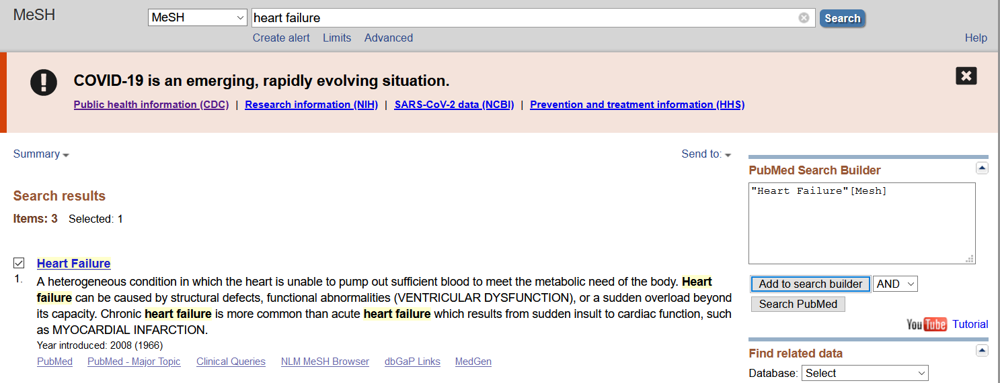 MeSH
MeSH
heart failure
Search
Create alert Limits Advanced
Help
COVID-19 is an emerging, rapidly evolving situation.
Public health information (CDC) | Research information (NIH) | SARS-CoV-2 data (NCBI) | Prevention and treatment information (HHS)
Summary
Send to:
Search results
Items: 3 Selected: 1
Heart Failure
1.
A heterogeneous condition in which the heart is unable to pump out sufficient blood to meet the metabolic need of the body. Heart
failure can be caused by structural defects, functional abnormalities (VENTRICULAR DYSFUNCTION), or a sudden overload beyond
its capacity. Chronic heart failure is more common than acute heart failure which results from sudden insult to cardiac function, such
as MYOCARDIAL INFARCTION.
Year introduced: 2008 (1966)
PubMed PubMed - Major Topic Clinical Queries NLM MeSH Browser dbGaP Links MedGen
PubMed Search Builder
"Heart Failure"[Mesh]
Add to search builder AND
Search PubMed
YouTube Tutorial
Find related data
Database: Select